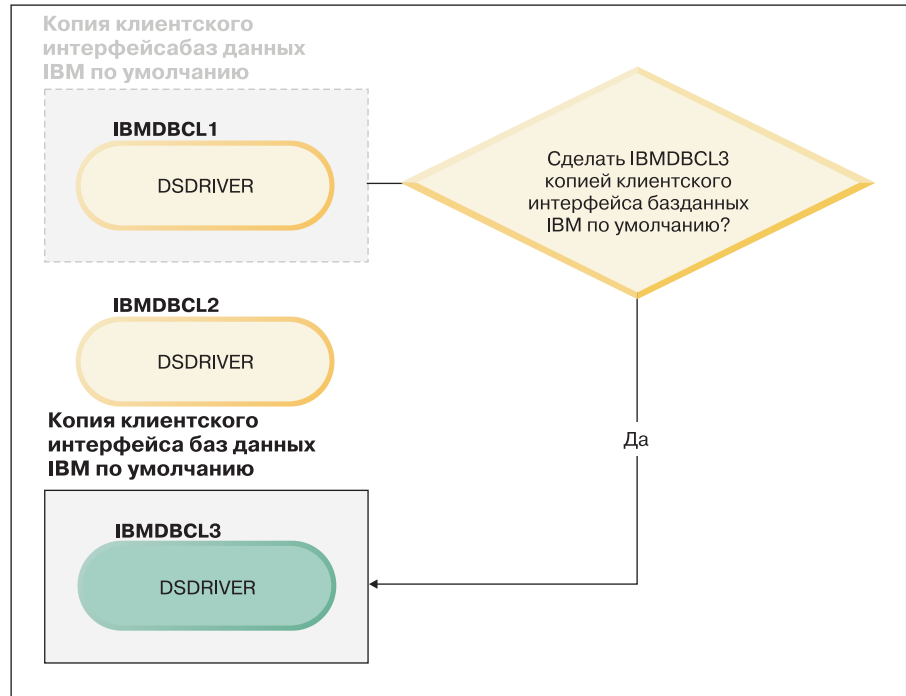 Копия клиентского
интерфейсабаз данных
IBM по умолчанию
IBMDBCL1
DSDRIVER
Сделать IBMDBCL3
копией клиентского
интерфейса базданных
IBM по умолчанию?
IBMDBCL2
DSDRIVER
Копия клиентского
интерфейса баз данных
IBM по умолчанию
Да
IBMDBCL3
DSDRIVER